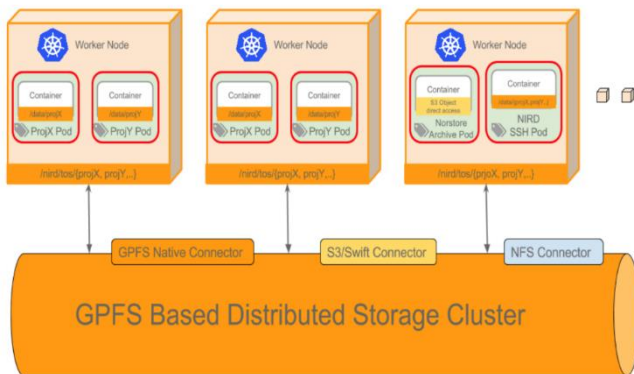 Worker Node
Worker Node
Worker Node
Container
Container
Container
Container
Container
Container
/data/projX
/data/projY
/data/projX
/data/projY
S3 Object
direct access
ProjX Pod
ProjY Pod
ProjX Pod
ProjY Pod
Norstore
Archive Pod
NIRD
SSH Pod
/nird/tos/{projX, projY,..}
/nird/tos/{projX, projY,..}
/nird/tos/{prjoX, projY,..}
GPFS Native Connector
S3/Swift Connector
NFS Connector
GPFS Based Distributed Storage Cluster